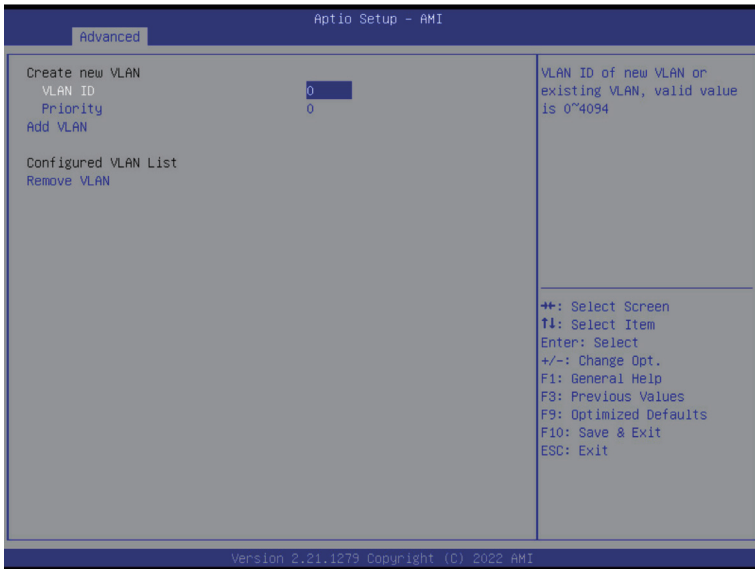 Aptio Setup – AMI
Advanced
Create new VLAN
VLAN ID 0
Priority 0
Add VLAN
Configured VLAN List
Remove VLAN
VLAN ID of new VLAN or
existing VLAN, valid value
is 0~4094
→←: Select Screen
↑↓: Select Item
Enter: Select
+/-: Change Opt.
F1: General Help
F3: Previous Values
F9: Optimized Defaults
F10: Save & Exit
ESC: Exit
Version 2.21.1279 Copyright (C) 2022 AMI